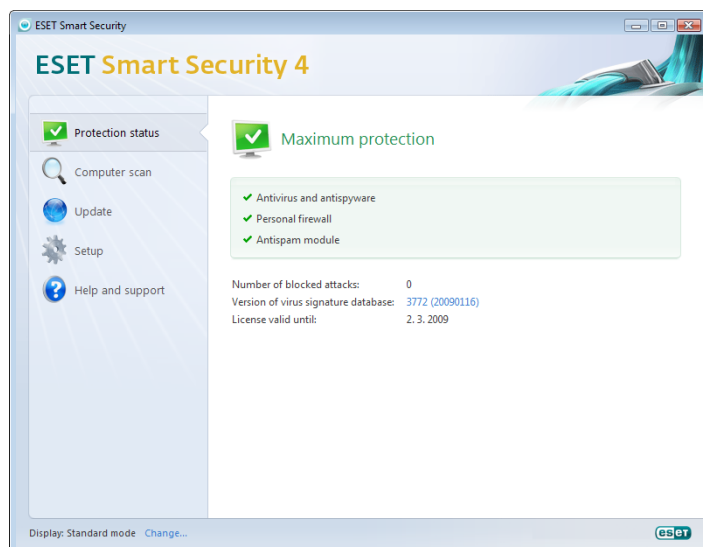 ESET Smart Security
ESET Smart Security 4
Protection status
Computer scan
Update
Setup
Help and support
Maximum protection
Antivirus and antispyware
Personal firewall
Antispam module
Number of blocked attacks: 0
Version of virus signature database: 3772 (20090116)
License valid until: 2. 3. 2009
Display: Standard mode Change...
eset